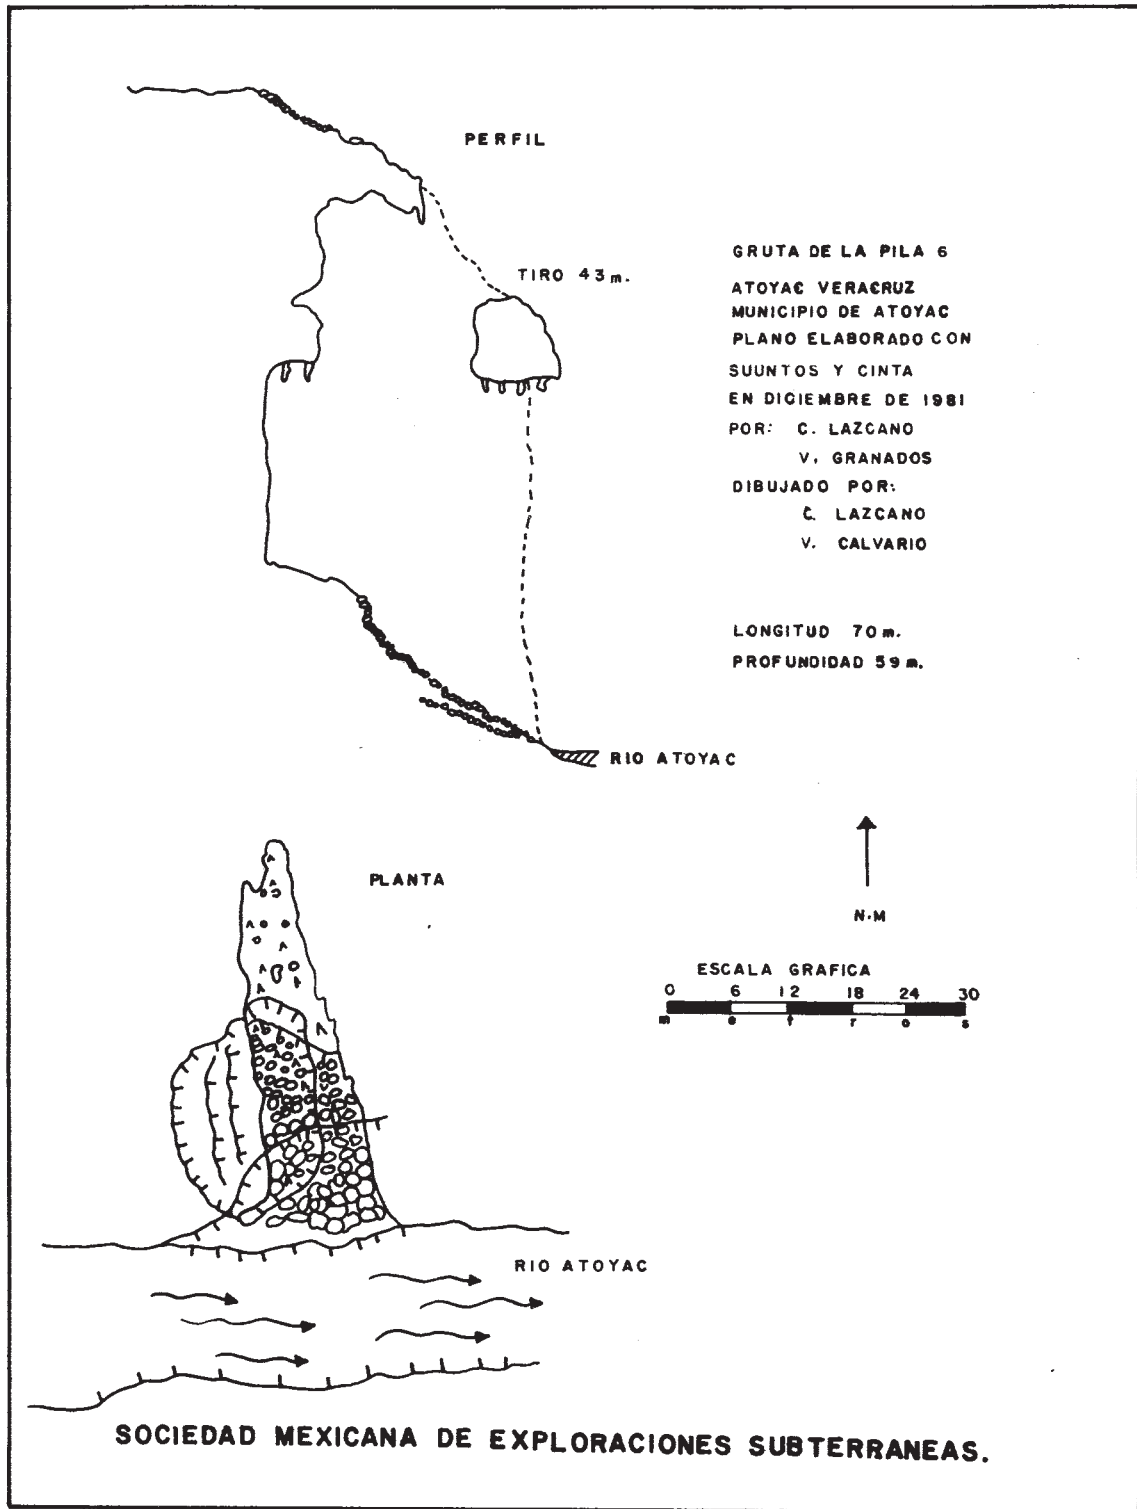 PERFIL
TIRO 43m.
GRUTA DE LA PILA 6
ATOYAC VERACRUZ
MUNICIPIO DE ATOYAC
PLANO ELABORADO CON
SUUNTOS Y CINTA
EN DICIEMBRE DE 1981
POR: C. LAZCANO
V. GRANADOS
DIBUJADO POR:
C. LAZCANO
V. CALVARIO
LONGITUD 70 m.
PROFUNDIDAD 59 m.
RIO ATOYAC
PLANTA
N.M
ESCALA GRAFICA
0 6 12 18 24 30
m e t r o s
RIO ATOYAC
SOCIEDAD MEXICANA DE EXPLORACIONES SUBTERRANEAS.